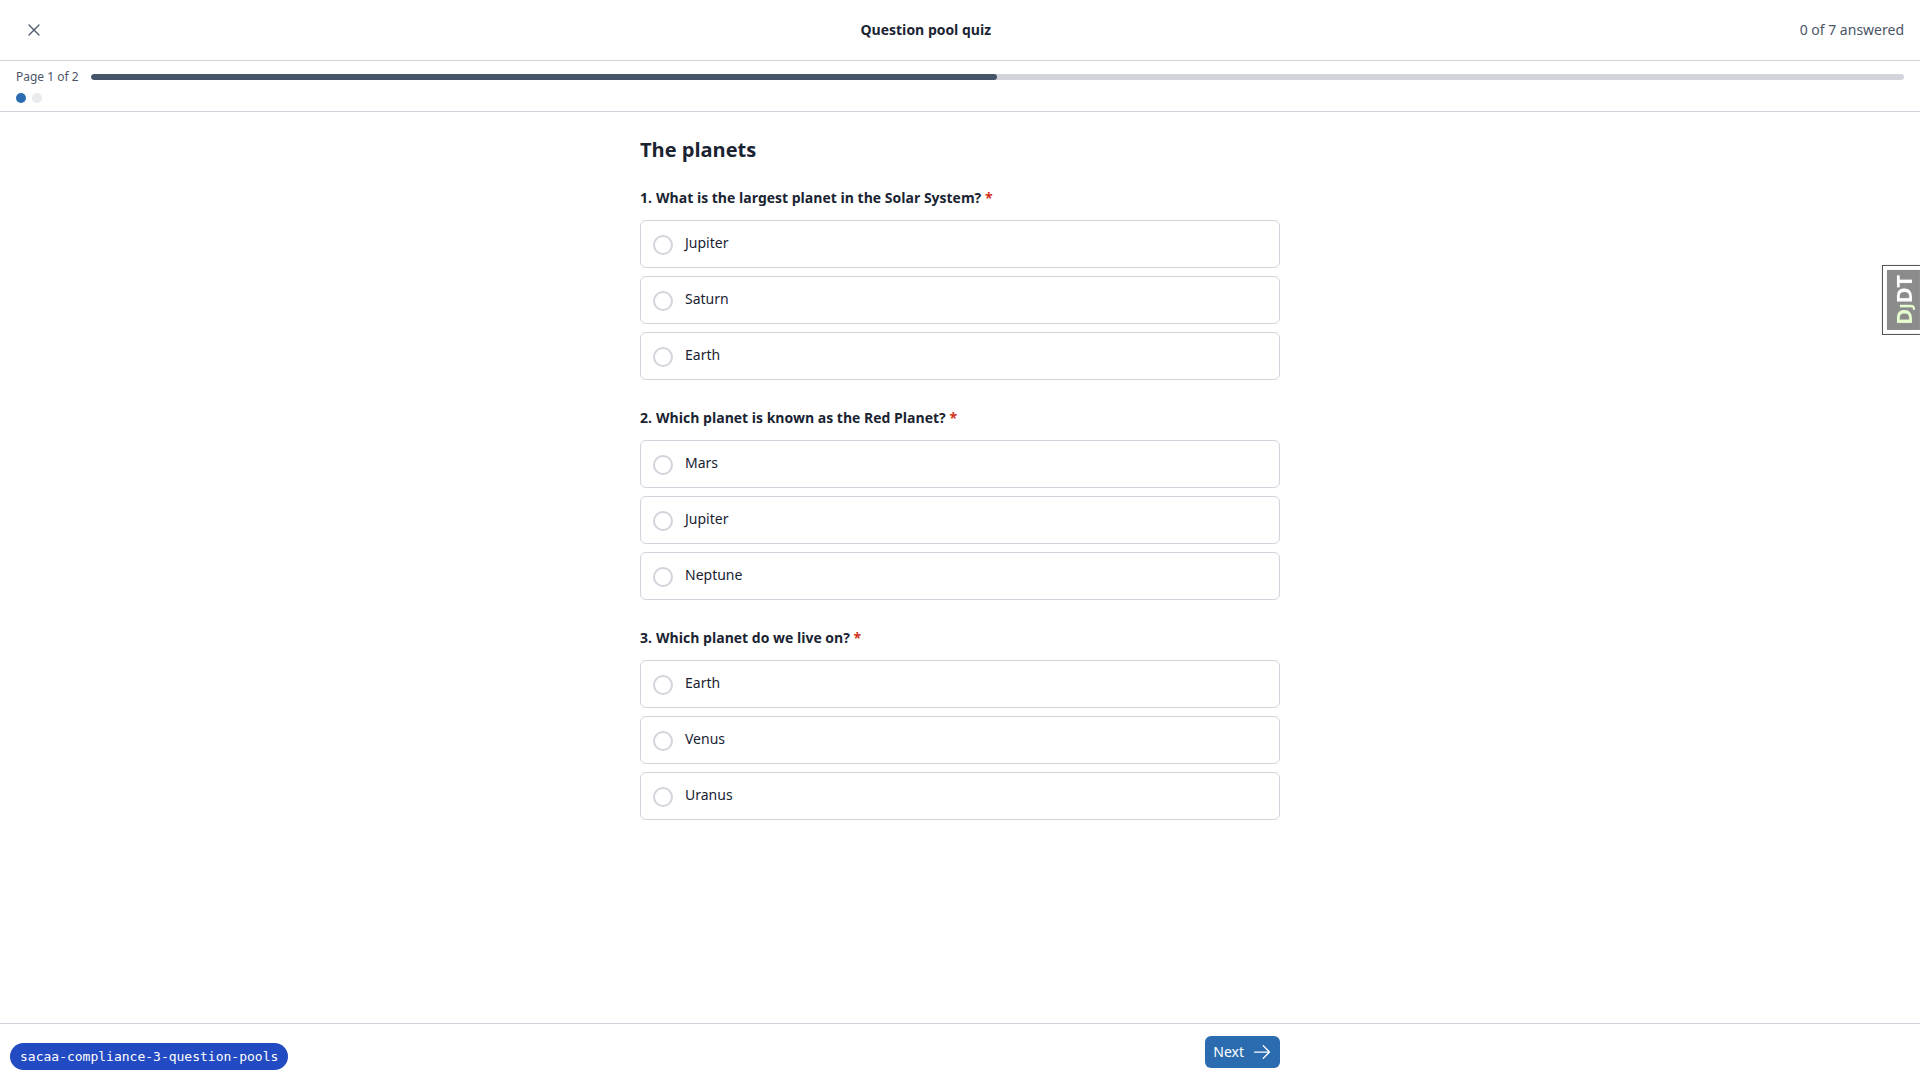 Question pool quiz
0 of 7 answered
Page 1 of 2
The planets
1. What is the largest planet in the Solar System? *
Jupiter
Saturn
Earth
2. Which planet is known as the Red Planet? *
Mars
Jupiter
Neptune
3. Which planet do we live on? *
Earth
Venus
Uranus
DjDT
sacaa-compliance-3-question-pools
Next